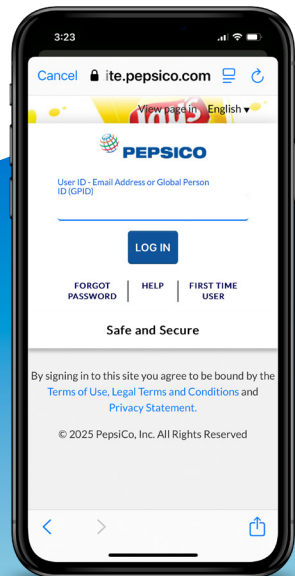 3:23
Cancel ite.pepsico.com
Lay's
View page in English
PEPSICO
User ID - Email Address or Global Person
ID (GPID)
LOG IN
FORGOT PASSWORD HELP FIRST TIME USER
Safe and Secure
By signing in to this site you agree to be bound by the
Terms of Use, Legal Terms and Conditions and
Privacy Statement.
© 2025 PepsiCo, Inc. All Rights Reserved